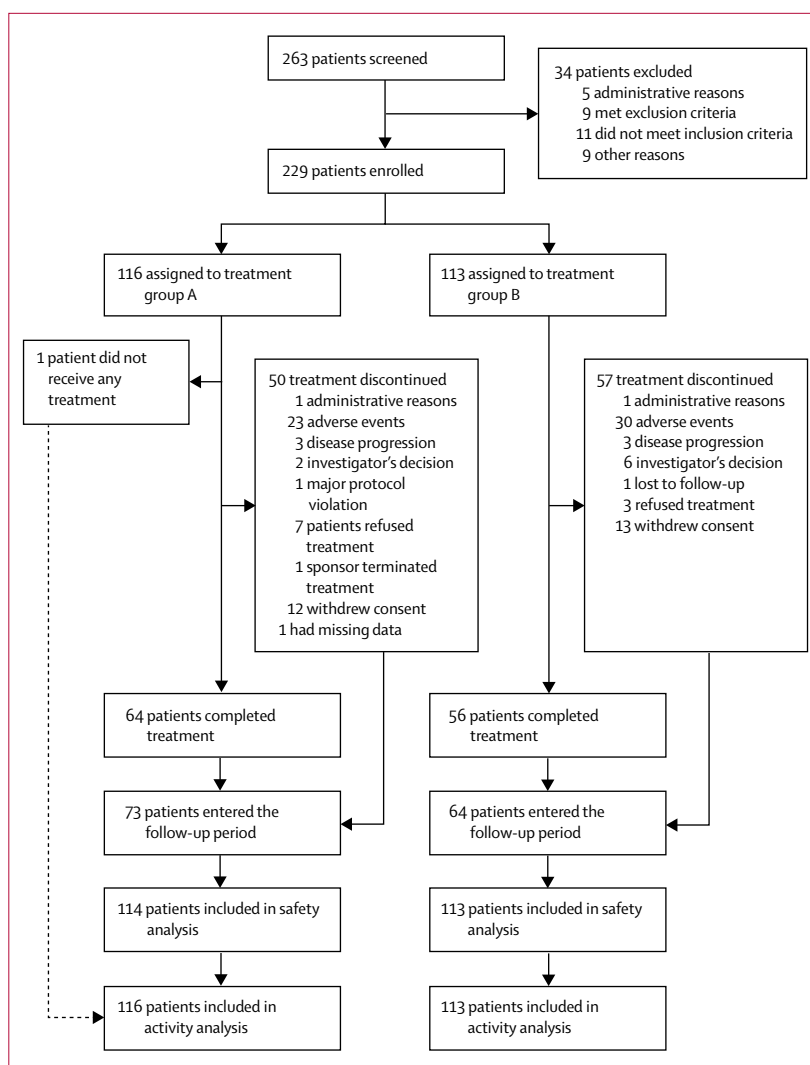 263 patients screened
34 patients excluded
5 administrative reasons
9 met exclusion criteria
11 did not meet inclusion criteria
9 other reasons
229 patients enrolled
116 assigned to treatment
group A
113 assigned to treatment
group B
1 patient did not
receive any
treatment
50 treatment discontinued
1 administrative reasons
23 adverse events
3 disease progression
2 investigator's decision
1 major protocol
violation
7 patients refused
treatment
1 sponsor terminated
treatment
12 withdrew consent
1 had missing data
57 treatment discontinued
1 administrative reasons
30 adverse events
3 disease progression
6 investigator's decision
1 lost to follow-up
3 refused treatment
13 withdrew consent
64 patients completed
treatment
56 patients completed
treatment
73 patients entered the
follow-up period
64 patients entered the
follow-up period
114 patients included in safety
analysis
113 patients included in safety
analysis
116 patients included in
activity analysis
113 patients included in
activity analysis